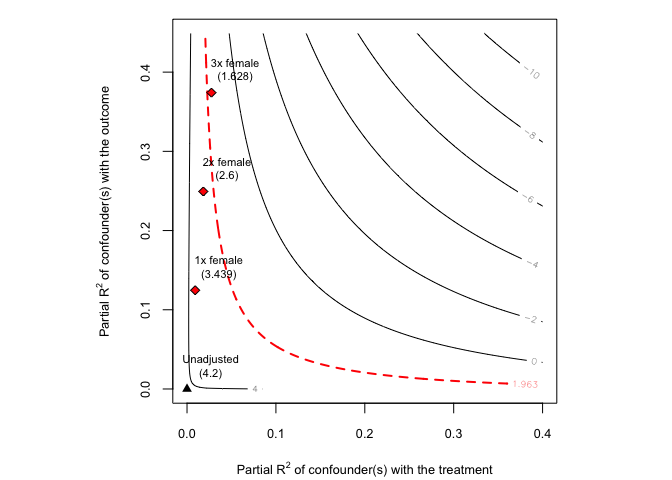 3x female
(1.628)
2x female
(2.6)
1x female
(3.439)
Unadjusted
(4.2)
−10
−8
−6
−4
−2
0
1.963
4
0.4
0.3
0.2
0.1
0.0
0.0 0.1 0.2 0.3 0.4
Partial R² of confounder(s) with the outcome
Partial R² of confounder(s) with the treatment